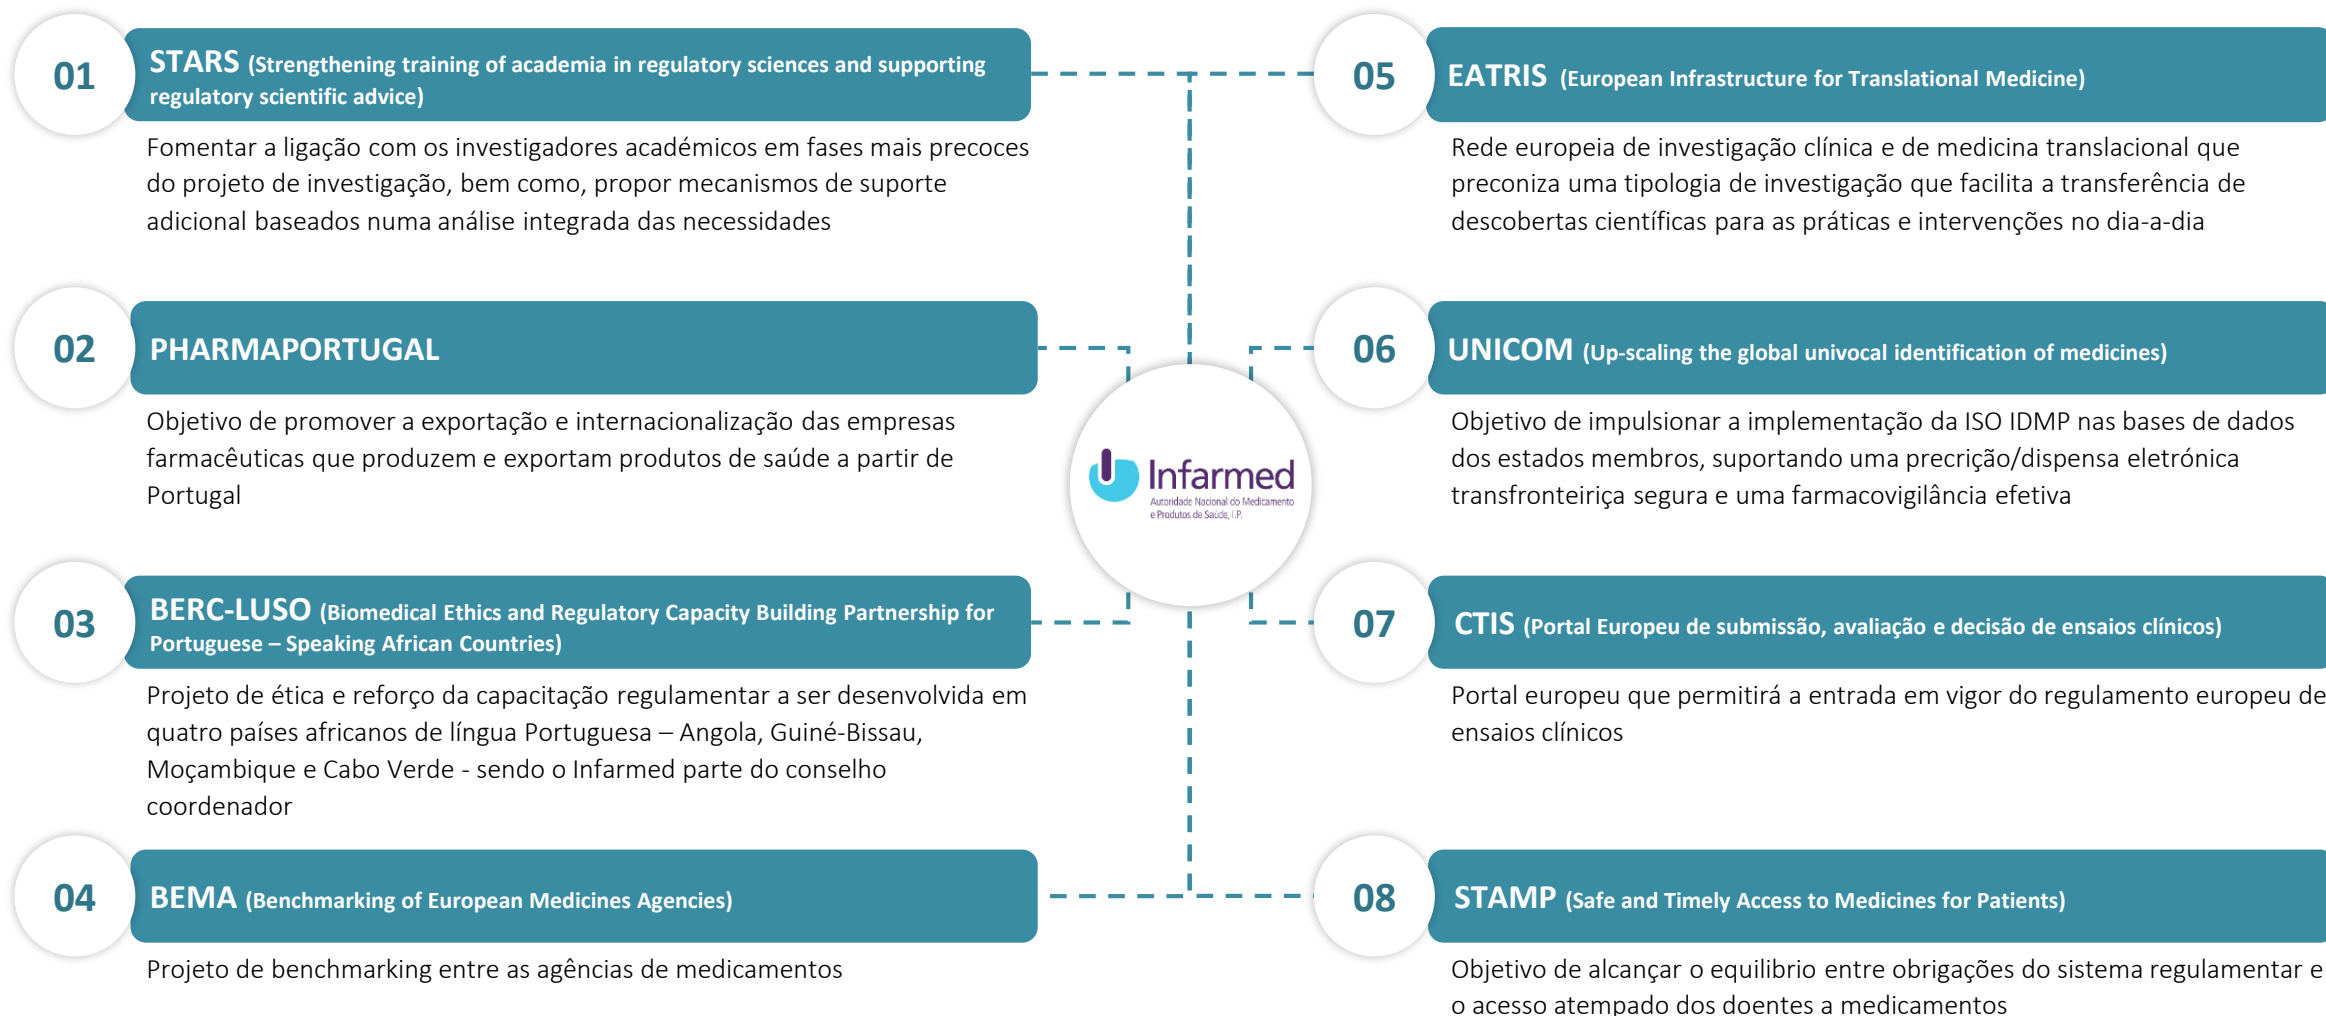 01
STARS (Strengthening training of academia in regulatory sciences and supporting
regulatory scientific advice)
Fomentar a ligação com os investigadores académicos em fases mais precoces
do projeto de investigação, bem como, propor mecanismos de suporte
adicional baseados numa análise integrada das necessidades
02
PHARMAPORTUGAL
Objetivo de promover a exportação e internacionalização das empresas
farmacêuticas que produzem e exportam produtos de saúde a partir de
Portugal
03
BERC-LUSO (Biomedical Ethics and Regulatory Capacity Building Partnership for
Portuguese – Speaking African Countries)
Projeto de ética e reforço da capacitação regulamentar a ser desenvolvida em
quatro países africanos de língua Portuguesa – Angola, Guiné-Bissau,
Moçambique e Cabo Verde - sendo o Infarmed parte do conselho
coordenador
04
BEMA (Benchmarking of European Medicines Agencies)
Projeto de benchmarking entre as agências de medicamentos
Infarmed
Autoridade Nacional do Medicamento
e Produtos de Saúde, I.P.
05
EATRIS (European Infrastructure for Translational Medicine)
Rede europeia de investigação clínica e de medicina translacional que
preconiza uma tipologia de investigação que facilita a transferência de
descobertas científicas para as práticas e intervenções no dia-a-dia
06
UNICOM (Up-scaling the global univocal identification of medicines)
Objetivo de impulsionar a implementação da ISO IDMP nas bases de dados
dos estados membros, suportando uma precrição/dispensa eletrónica
transfronteiriça segura e uma farmacovigilância efetiva
07
CTIS (Portal Europeu de submissão, avaliação e decisão de ensaios clínicos)
Portal europeu que permitirá a entrada em vigor do regulamento europeu de
ensaios clínicos
08
STAMP (Safe and Timely Access to Medicines for Patients)
Objetivo de alcançar o equilibrio entre obrigações do sistema regulamentar e
o acesso atempado dos doentes a medicamentos